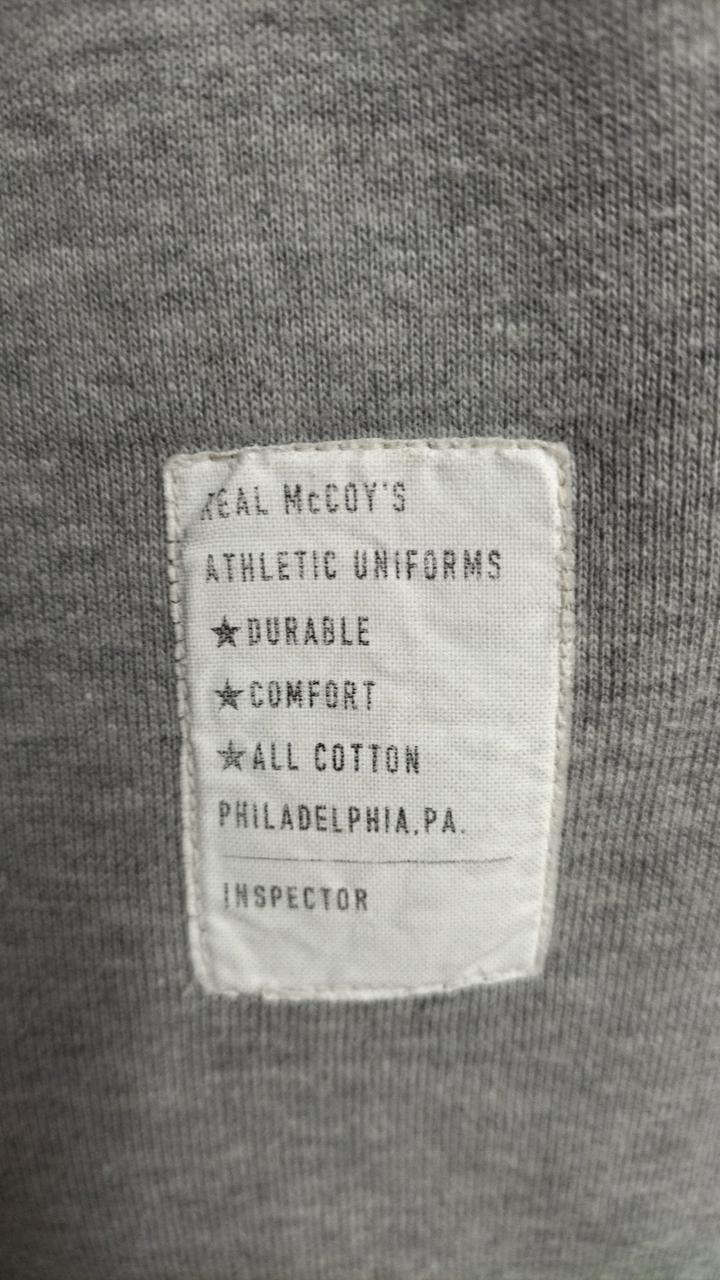 REAL McCOY'S
ATHLETIC UNIFORMS
★DURABLE
★COMFORT
★ALL COTTON
PHILADELPHIA,PA.
INSPECTOR